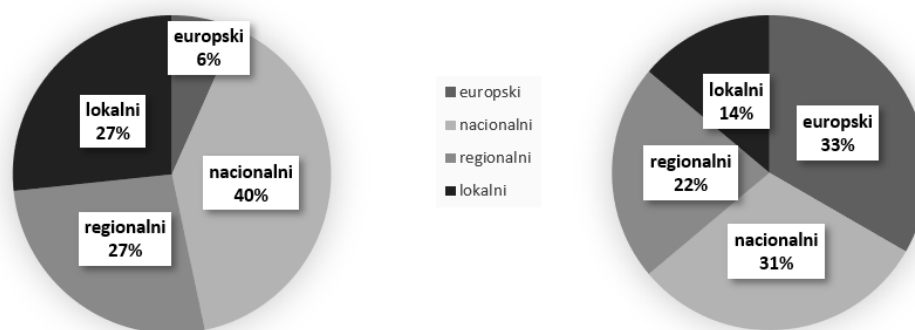 europski
6%
lokalni
27%
nacionalni
40%
regionalni
27%
europski
nacionalni
regionalni
lokalni
lokalni
14%
europski
33%
regionalni
22%
nacionalni
31%